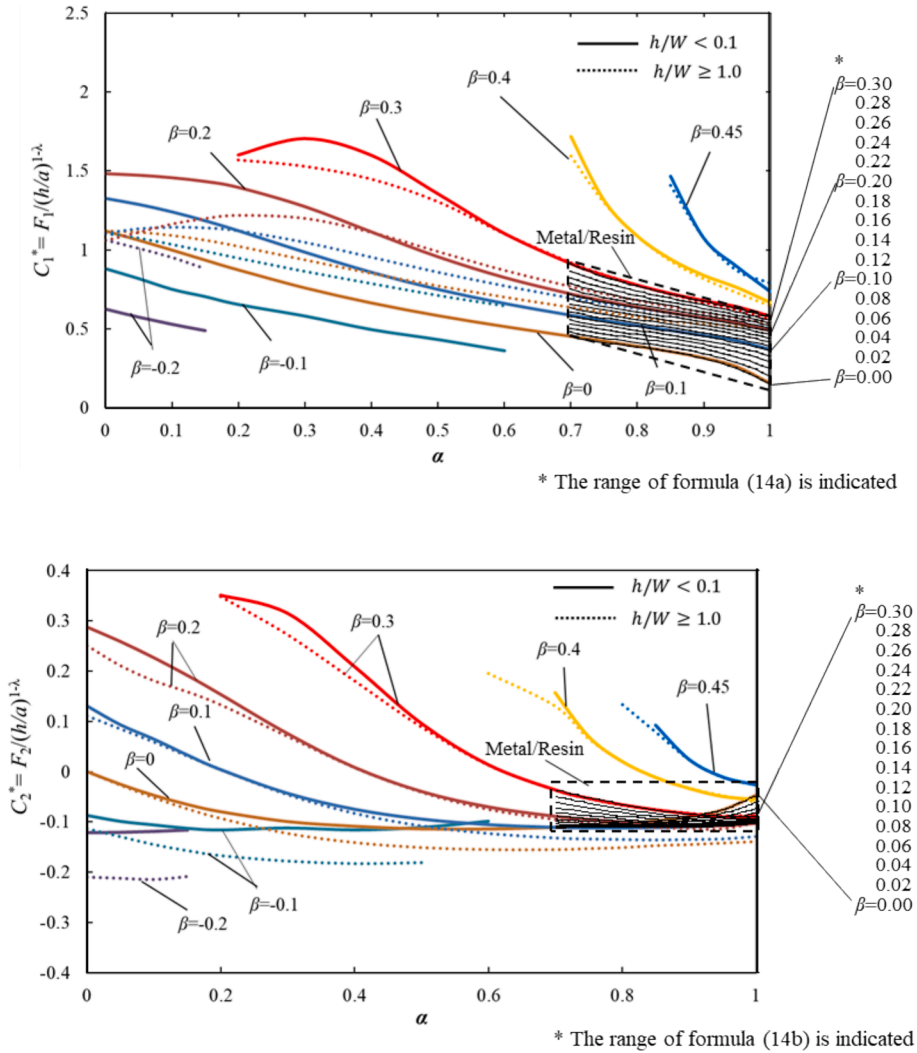 2.5
2
1.5
1
0.5
0
C₁*= F₁/(h/a)¹⁻λ
h/W < 0.1
h/W ≥ 1.0
β=0.4
β=0.3
β=0.2
β=0.45
Metal/Resin
β=-0.2
β=-0.1
β=0
β=0.1
*
β=0.30
0.28
0.26
0.24
0.22
β=0.20
0.18
0.16
0.14
0.12
β=0.10
0.08
0.06
0.04
0.02
β=0.00
0 0.1 0.2 0.3 0.4 0.5 0.6 0.7 0.8 0.9 1
α
* The range of formula (14a) is indicated
0.4
0.3
0.2
0.1
0
-0.1
-0.2
-0.3
-0.4
C₂*= F₂/(h/a)¹⁻λ
h/W < 0.1
h/W ≥ 1.0
β=0.2
β=0.3
β=0.4
β=0.45
β=0.1
β=0
Metal/Resin
β=-0.2
β=-0.1
*
β=0.30
0.28
0.26
0.24
0.22
0.20
0.18
0.16
0.14
0.12
0.10
0.08
0.06
0.04
0.02
β=0.00
0 0.2 0.4 0.6 0.8 1
α
* The range of formula (14b) is indicated